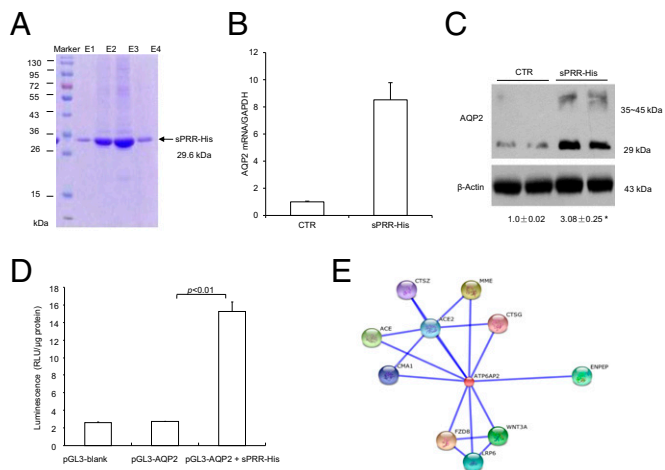 A
Marker E1 E2 E3 E4
130
95
72
55
43
36
26
15
kDa
sPRR-His
29.6 kDa
B
AQP2 mRNA/GAPDH
12
10
8
6
4
2
0
CTR sPRR-His
C
CTR sPRR-His
AQP2
35~45 kDa
29 kDa
β-Actin
43 kDa
1.0±0.02 3.08±0.25 *
D
Luminescence (RLU/µg protein)
18
16
14
12
10
8
6
4
2
0
p<0.01
pGL3-blank pGL3-AQP2 pGL3-AQP2 + sPRR-His
E
CTSZ
MME
ACE2
CTSG
ACE
CMA1
ATP6AP2
ENPEP
FZD8
WNT3A
LRP6